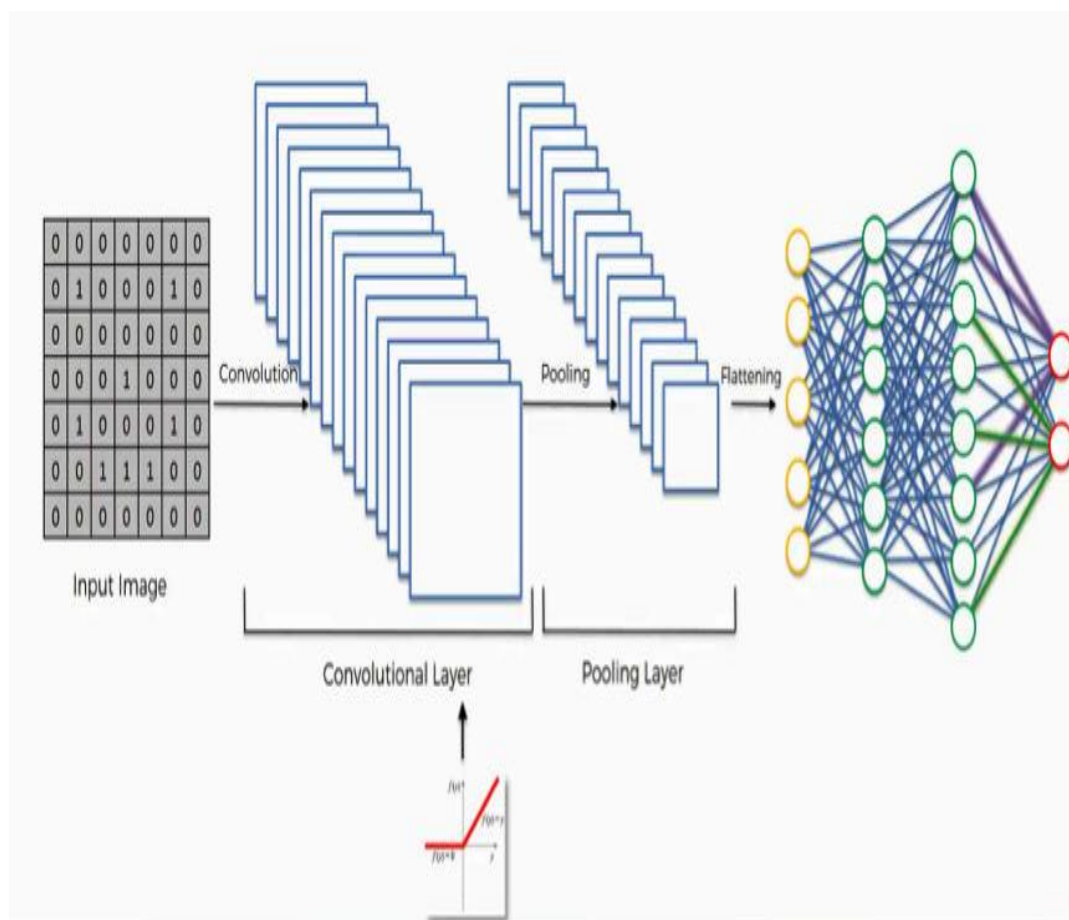 0 0 0 0 0 0 0
0 1 0 0 0 1 0
0 0 0 0 0 0 0
0 0 0 1 0 0 0
0 1 0 0 0 1 0
0 0 1 1 1 0 0
0 0 0 0 0 0 0
Input Image
Convolution
Pooling
Flattening
Convolutional Layer
Pooling Layer
f(y)
f(y)=y
f(y)=0
y